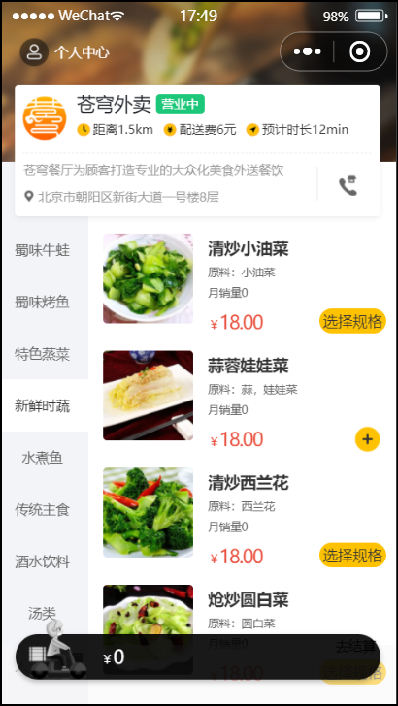 WeChat 17:49 98%
个人中心
苍穹外卖 营业中
距离1.5km 配送费6元 预计时长12min
苍穹餐厅为顾客打造专业的大众化美食外送餐饮
北京市朝阳区新街大道一号楼8层
蜀味牛蛙
蜀味烤鱼
特色蒸菜
新鲜时蔬
水煮鱼
传统主食
酒水饮料
汤类
清炒小油菜
原料：小油菜
月销量0
￥18.00 选择规格
蒜蓉娃娃菜
原料：蒜，娃娃菜
月销量0
￥18.00 +
清炒西兰花
原料：西兰花
月销量0
￥18.00 选择规格
炝炒圆白菜
原料：圆白菜
月销量0
￥18.00 选择规格
￥0 去结算